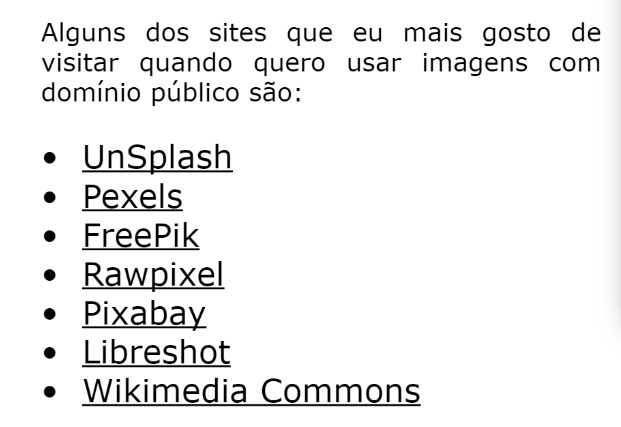 Alguns dos sites que eu mais gosto de
visitar quando quero usar imagens com
domínio público são:
• UnSplash
• Pexels
• FreePik
• Rawpixel
• Pixabay
• Libreshot
• Wikimedia Commons